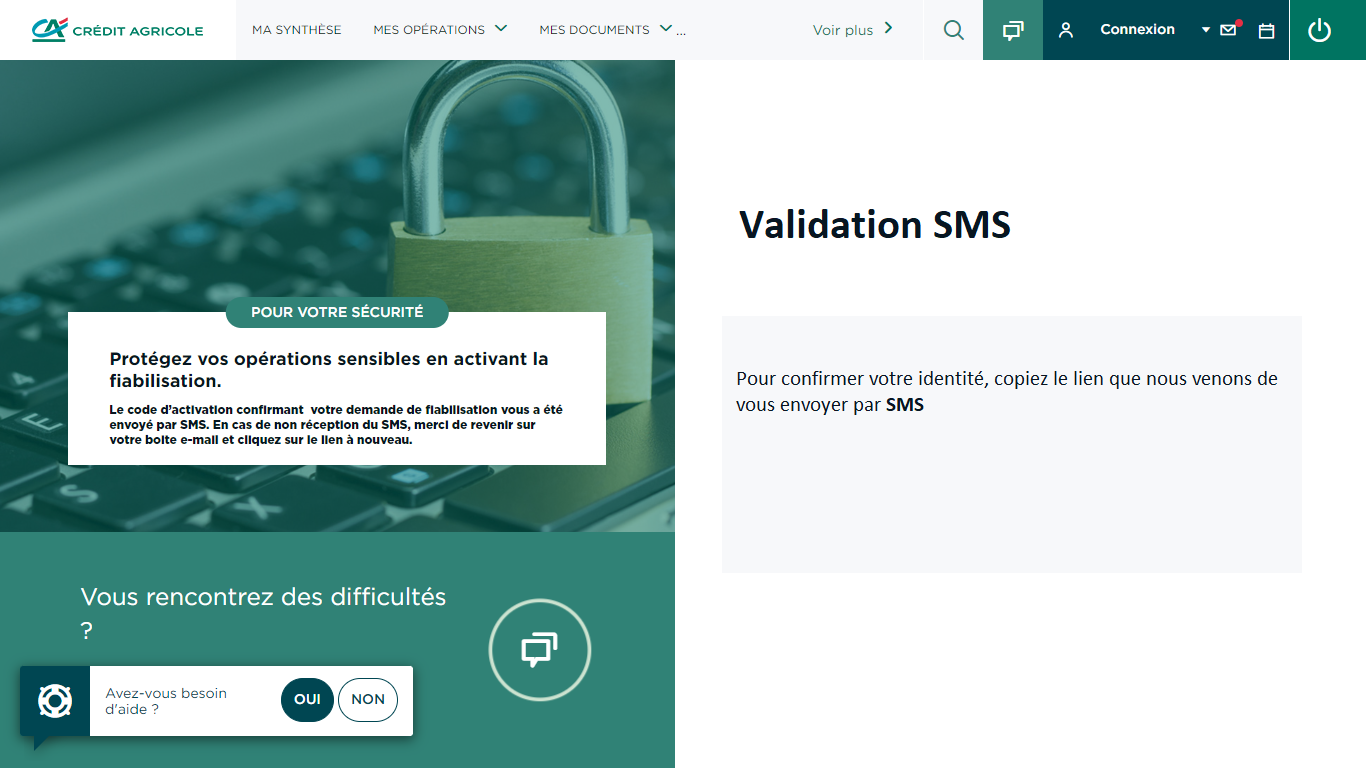 CRÉDIT AGRICOLE
MA SYNTHÈSE
MES OPÉRATIONS
MES DOCUMENTS
...
Voir plus
Connexion
POUR VOTRE SÉCURITÉ
Protégez vos opérations sensibles en activant la
fiabilisation.
Le code d'activation confirmant votre demande de fiabilisation vous a été
envoyé par SMS. En cas de non réception du SMS, merci de revenir sur
votre boite e-mail et cliquez sur le lien à nouveau.
Vous rencontrez des difficultés
?
Avez-vous besoin
d'aide ?
OUI
NON
Validation SMS
Pour confirmer votre identité, copiez le lien que nous venons de
vous envoyer par SMS